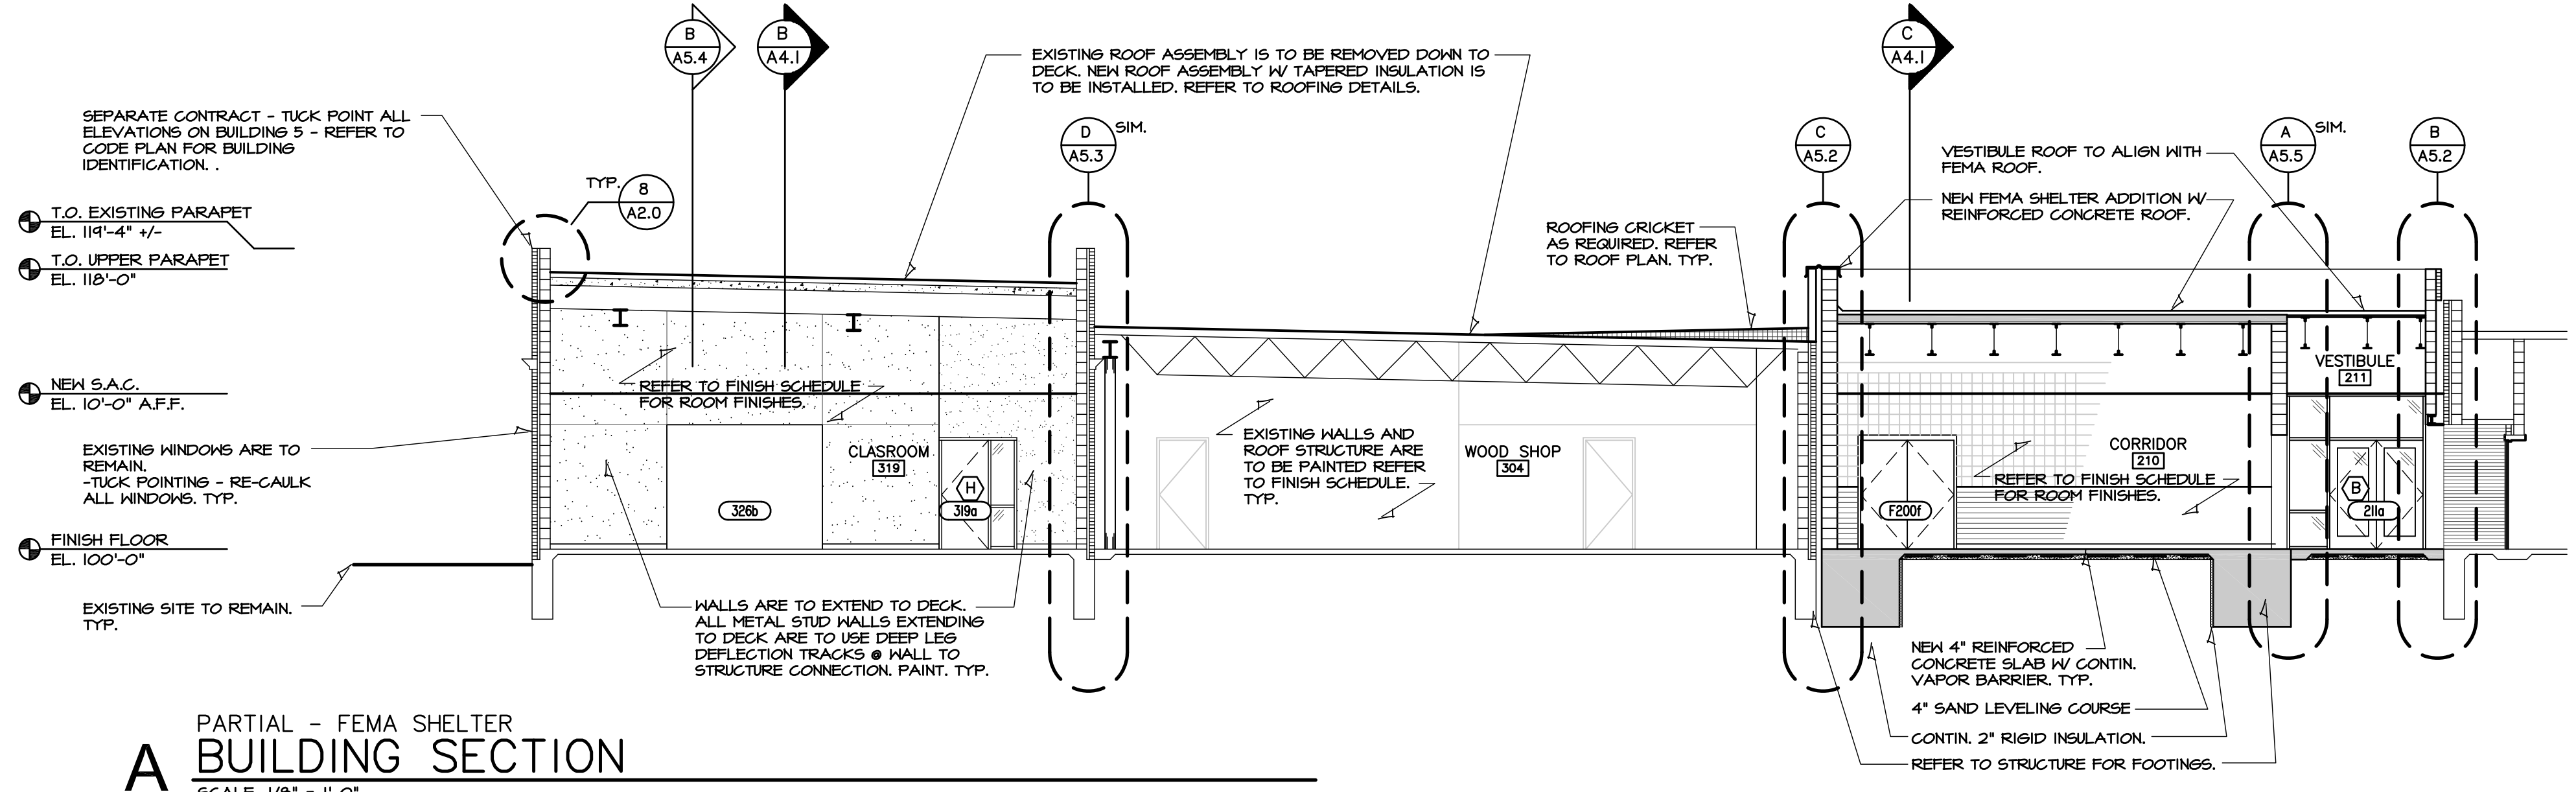 B
A5.4
B
A4.1
C
A4.1
EXISTING ROOF ASSEMBLY IS TO BE REMOVED DOWN TO
DECK. NEW ROOF ASSEMBLY W/ TAPERED INSULATION IS
TO BE INSTALLED. REFER TO ROOFING DETAILS.
SEPARATE CONTRACT - TUCK POINT ALL
ELEVATIONS ON BUILDING 5 - REFER TO
CODE PLAN FOR BUILDING
IDENTIFICATION. .
D
A5.3
SIM.
C
A5.2
A
A5.5
SIM.
B
A5.2
VESTIBULE ROOF TO ALIGN WITH
FEMA ROOF.
TYP.
8
A2.0
NEW FEMA SHELTER ADDITION W/
REINFORCED CONCRETE ROOF.
T.O. EXISTING PARAPET
EL. 119'-4" +/-
ROOFING CRICKET
AS REQUIRED. REFER
TO ROOF PLAN. TYP.
T.O. UPPER PARAPET
EL. 118'-0"
VESTIBULE
211
NEW S.A.C.
EL. 10'-0" A.F.F.
REFER TO FINISH SCHEDULE
FOR ROOM FINISHES.
EXISTING WINDOWS ARE TO
REMAIN.
-TUCK POINTING - RE-CAULK
ALL WINDOWS. TYP.
CLASROOM
319
H
319a
326b
EXISTING WALLS AND
ROOF STRUCTURE ARE
TO BE PAINTED REFER
TO FINISH SCHEDULE.
TYP.
WOOD SHOP
304
CORRIDOR
210
REFER TO FINISH SCHEDULE
FOR ROOM FINISHES.
F200f
B
211a
FINISH FLOOR
EL. 100'-0"
EXISTING SITE TO REMAIN.
TYP.
WALLS ARE TO EXTEND TO DECK.
ALL METAL STUD WALLS EXTENDING
TO DECK ARE TO USE DEEP LEG
DEFLECTION TRACKS @ WALL TO
STRUCTURE CONNECTION. PAINT. TYP.
NEW 4" REINFORCED
CONCRETE SLAB W/ CONTIN.
VAPOR BARRIER. TYP.
4" SAND LEVELING COURSE
CONTIN. 2" RIGID INSULATION.
REFER TO STRUCTURE FOR FOOTINGS.
A
PARTIAL - FEMA SHELTER
BUILDING SECTION
SCALE 1/8" = 1'-0"